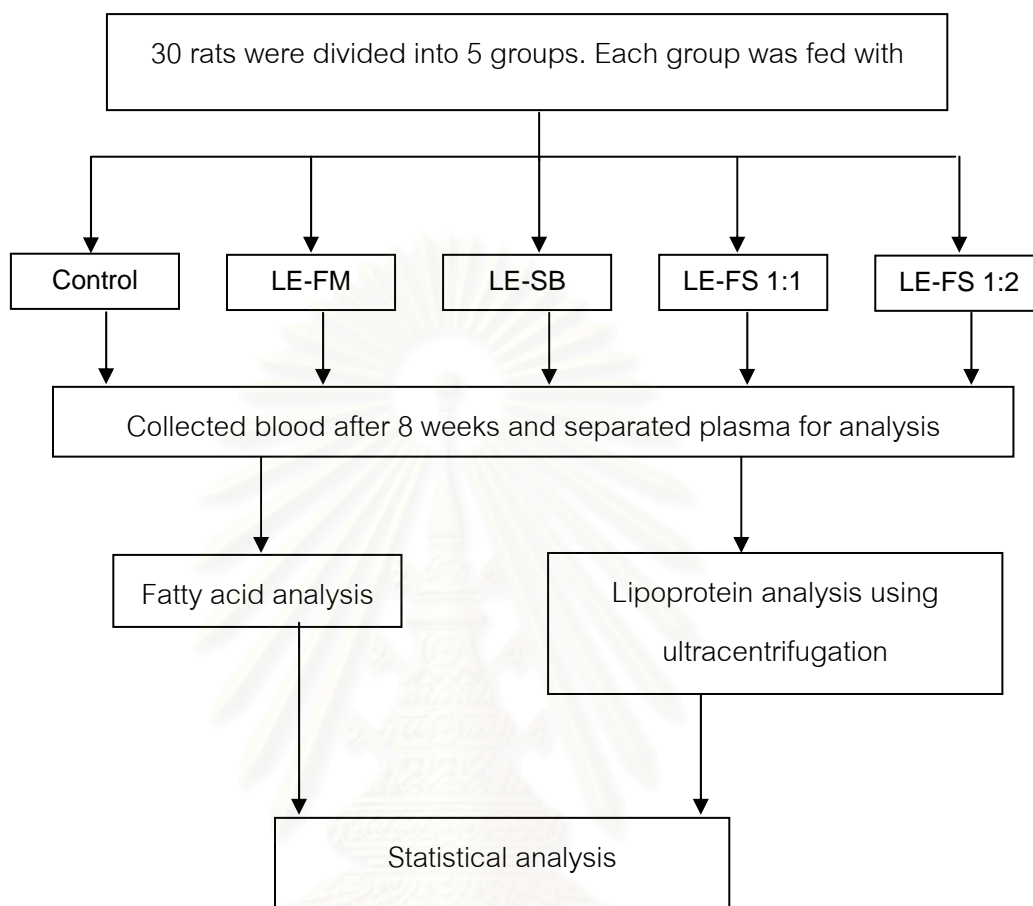 30 rats were divided into 5 groups. Each group was fed with
Control
LE-FM
LE-SB
LE-FS 1:1
LE-FS 1:2
Collected blood after 8 weeks and separated plasma for analysis
Fatty acid analysis
Lipoprotein analysis using
ultracentrifugation
Statistical analysis